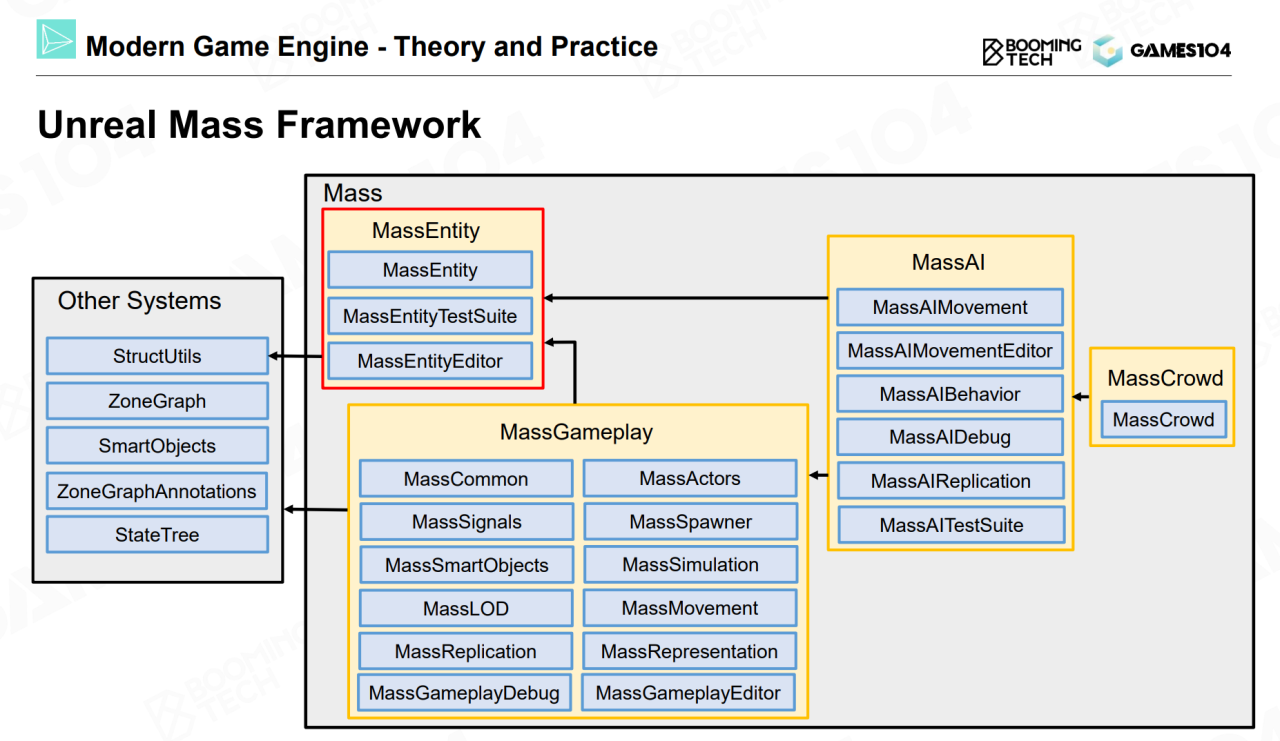 Modern Game Engine - Theory and Practice
BOOMING
TECH
GAMES104
Unreal Mass Framework
Mass
MassEntity
MassEntity
MassEntityTestSuite
MassEntityEditor
Other Systems
StructUtils
ZoneGraph
SmartObjects
ZoneGraphAnnotations
StateTree
MassGameplay
MassCommon
MassActors
MassSignals
MassSpawner
MassSmartObjects
MassSimulation
MassLOD
MassMovement
MassReplication
MassRepresentation
MassGameplayDebug
MassGameplayEditor
MassAI
MassAIMovement
MassAIMovementEditor
MassAIBehavior
MassAIDebug
MassAIReplication
MassAITestSuite
MassCrowd
MassCrowd